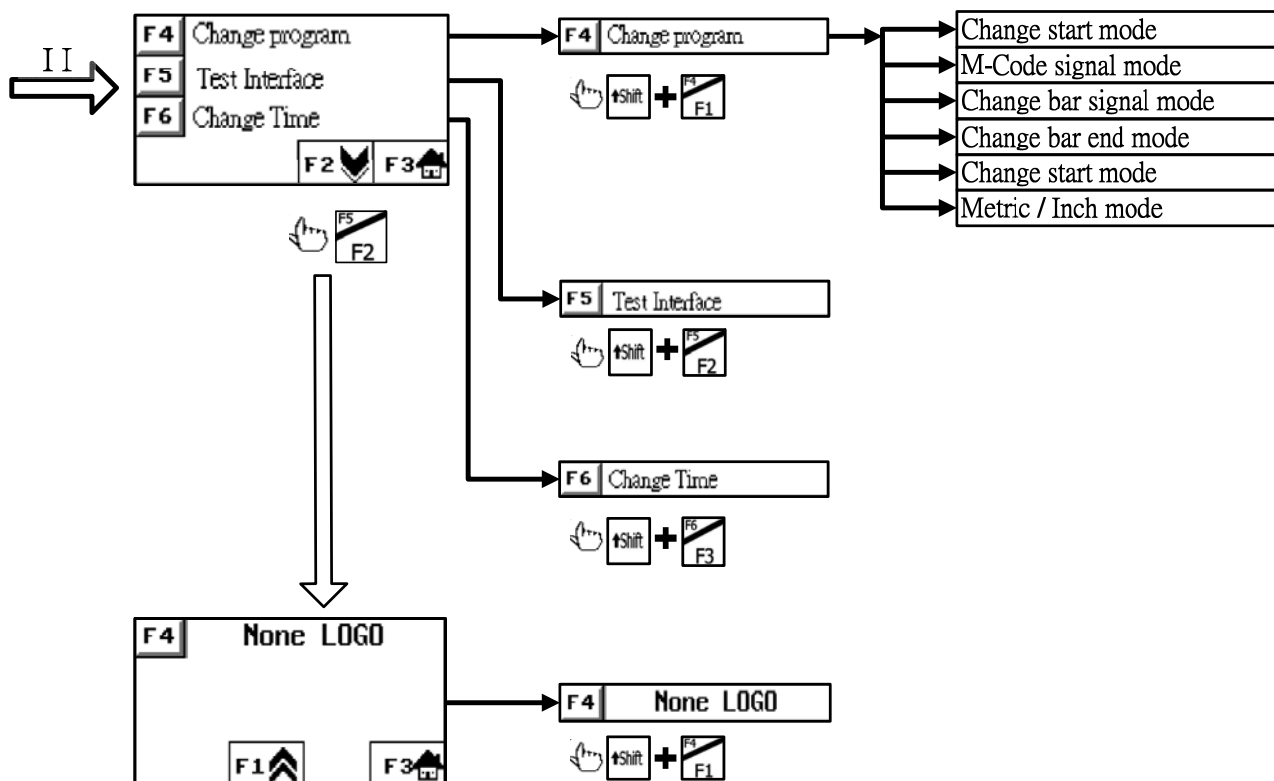 II
F4 Change program
F5 Test Interface
F6 Change Time
F2 F3
F5 F2
F4 Change program
↑Shift + F4 F1
Change start mode
M-Code signal mode
Change bar signal mode
Change bar end mode
Change start mode
Metric / Inch mode
F5 Test Interface
↑Shift + F5 F2
F6 Change Time
↑Shift + F6 F3
F4 None LOGO
F1 F3
F4 None LOGO
↑Shift + F4 F1